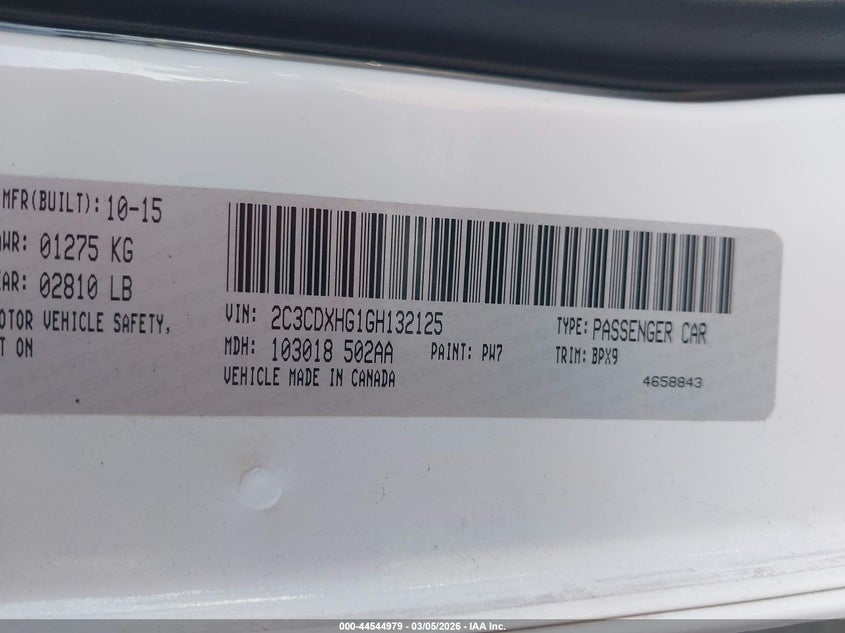 MFR(BUILT): 10-15
WR: 01275 KG
EAR: 02810 LB
OTOR VEHICLE SAFETY,
T ON
VIN: 2C3CDXHG1GH132125
TYPE: PASSENGER CAR
MDH: 103018 502AA
PAINT: PW7
TRIM: BPX9
VEHICLE MADE IN CANADA
4658843
000-44544979 - 03/05/2026 - IAA Inc.